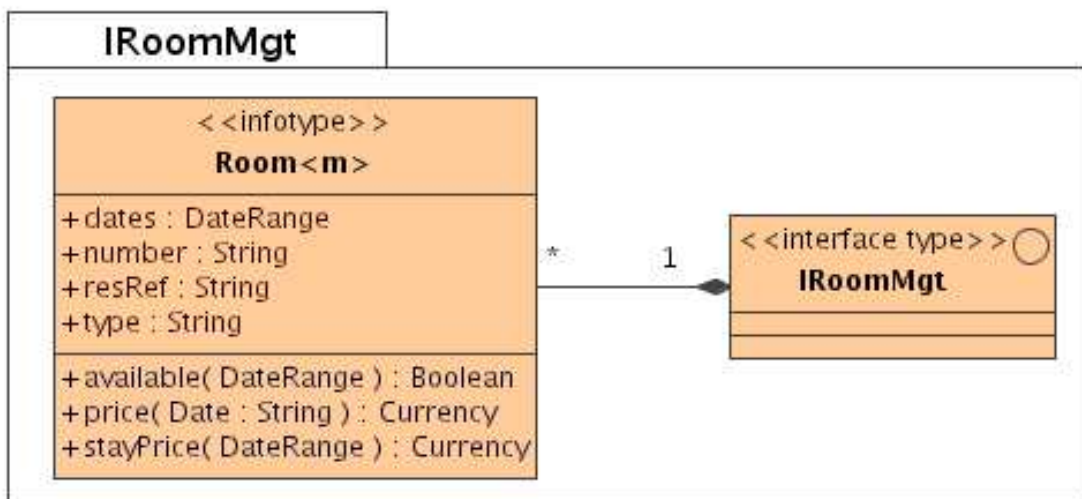 IRoomMgt
< <infotype> >
Room<m>
+dates : DateRange
+number : String
+resRef : String
+type : String
+available( DateRange ) : Boolean
+price( Date : String ) : Currency
+stayPrice( DateRange ) : Currency
* 1
< <interface type> >
IRoomMgt